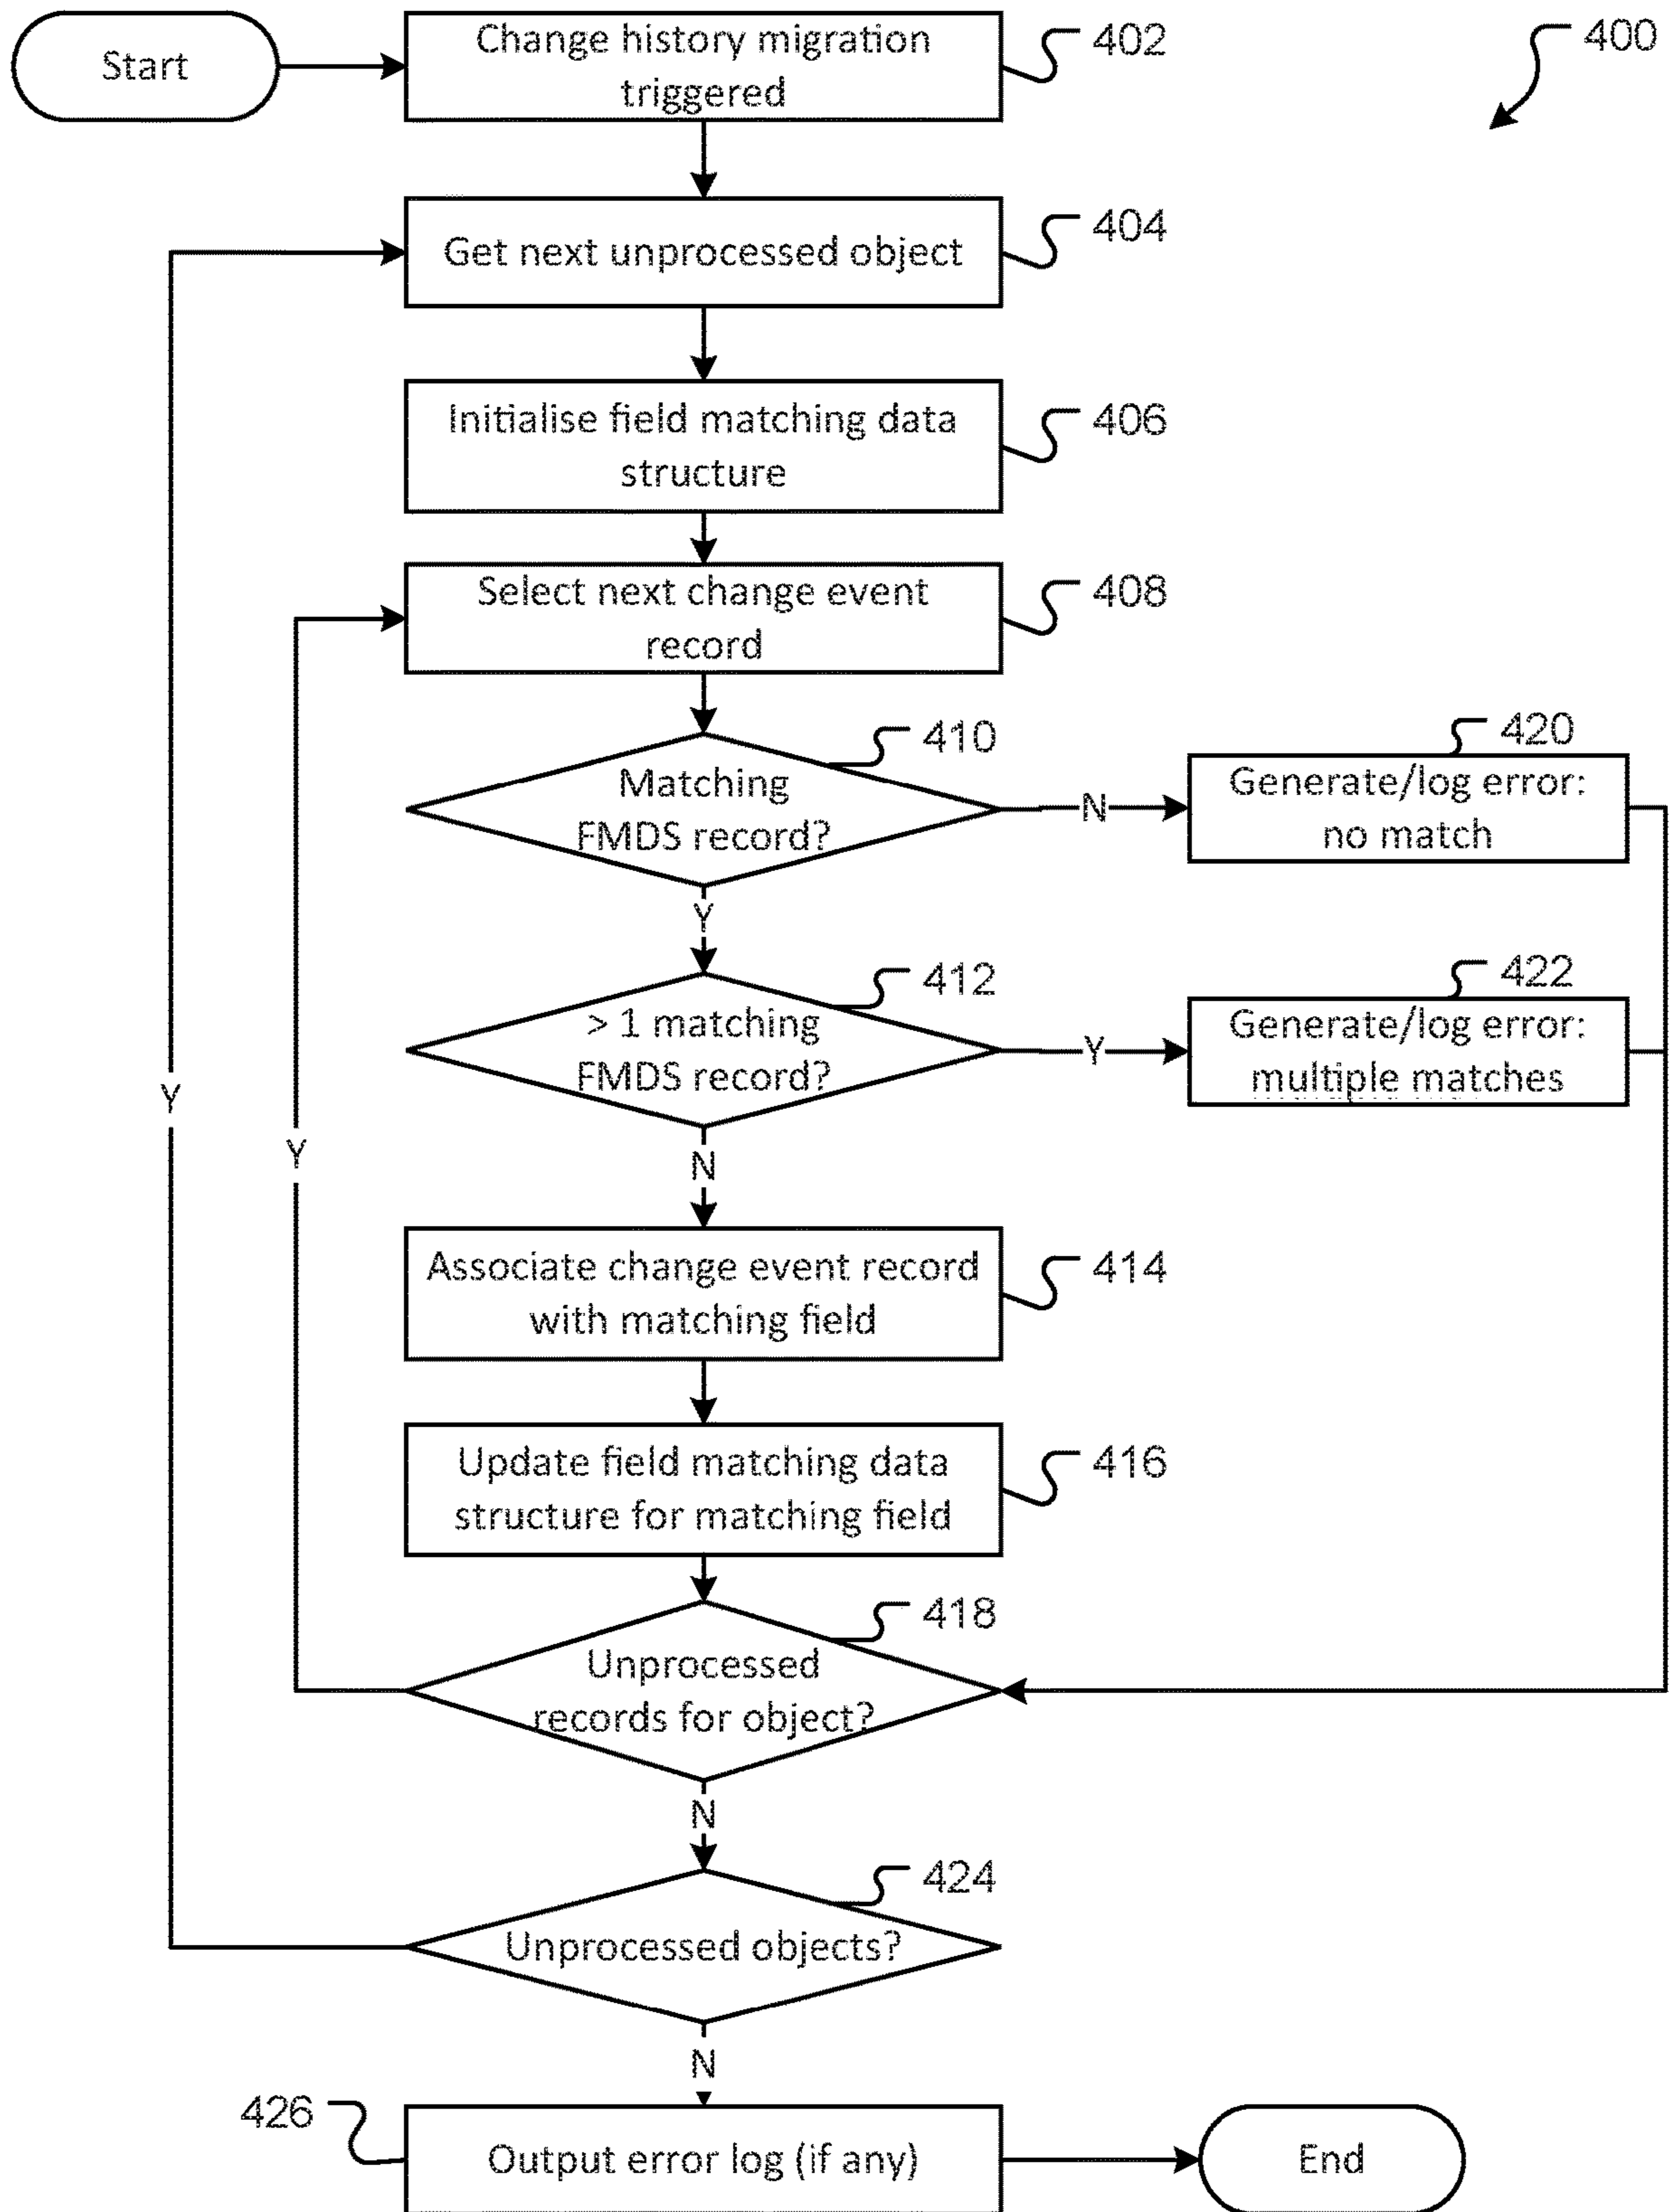 Start
Change history migration
triggered
402
400
Get next unprocessed object
404
Initialise field matching data
structure
406
Select next change event
record
408
410
Matching
FMDS record?
N
420
Generate/log error:
no match
Y
412
> 1 matching
FMDS record?
Y
422
Generate/log error:
multiple matches
Y
Y
N
Associate change event record
with matching field
414
Update field matching data
structure for matching field
416
418
Unprocessed
records for object?
N
424
Unprocessed objects?
N
426
Output error log (if any)
End